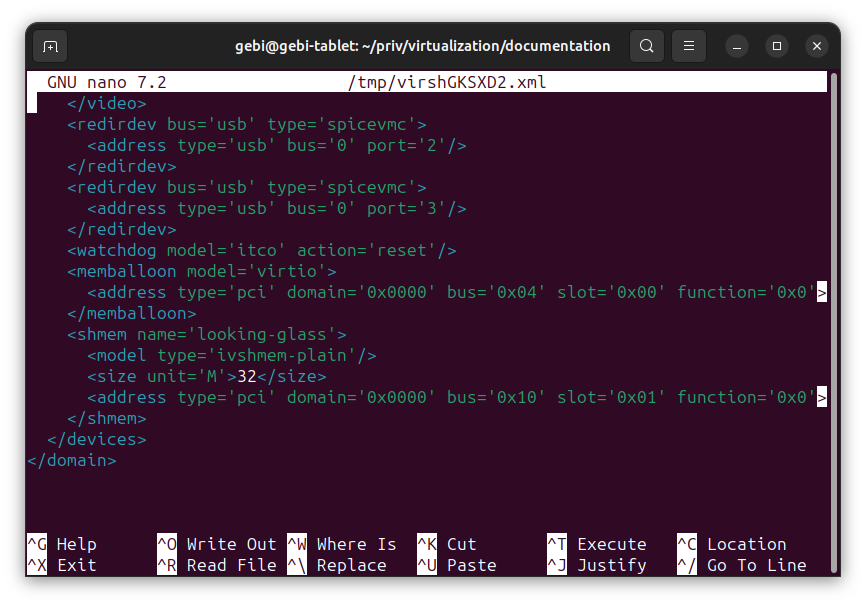 gebi@gebi-tablet: ~/priv/virtualization/documentation
GNU nano 7.2 /tmp/virshGKSXD2.xml
    </video>
    <redirdev bus='usb' type='spicevmc'>
      <address type='usb' bus='0' port='2'/>
    </redirdev>
    <redirdev bus='usb' type='spicevmc'>
      <address type='usb' bus='0' port='3'/>
    </redirdev>
    <watchdog model='itco' action='reset'/>
    <memballoon model='virtio'>
      <address type='pci' domain='0x0000' bus='0x04' slot='0x00' function='0x0'>
    </memballoon>
    <shmem name='looking-glass'>
      <model type='ivshmem-plain'/>
      <size unit='M'>32</size>
      <address type='pci' domain='0x0000' bus='0x10' slot='0x01' function='0x0'>
    </shmem>
  </devices>
</domain>
^G Help ^O Write Out ^W Where Is ^K Cut ^T Execute ^C Location
^X Exit ^R Read File ^\ Replace ^U Paste ^J Justify ^/ Go To Line